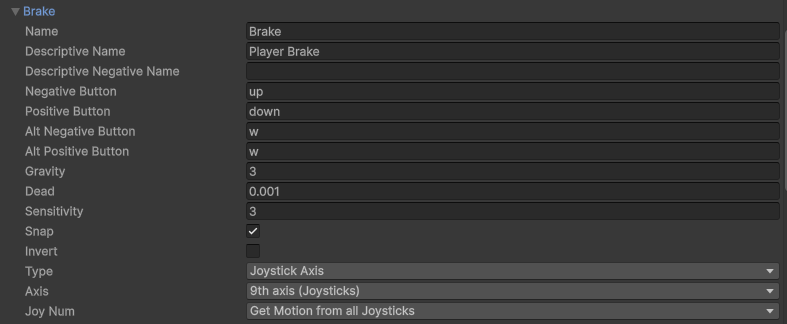 Brake
Name Brake
Descriptive Name Player Brake
Descriptive Negative Name
Negative Button up
Positive Button down
Alt Negative Button w
Alt Positive Button w
Gravity 3
Dead 0.001
Sensitivity 3
Snap
Invert
Type Joystick Axis
Axis 9th axis (Joysticks)
Joy Num Get Motion from all Joysticks